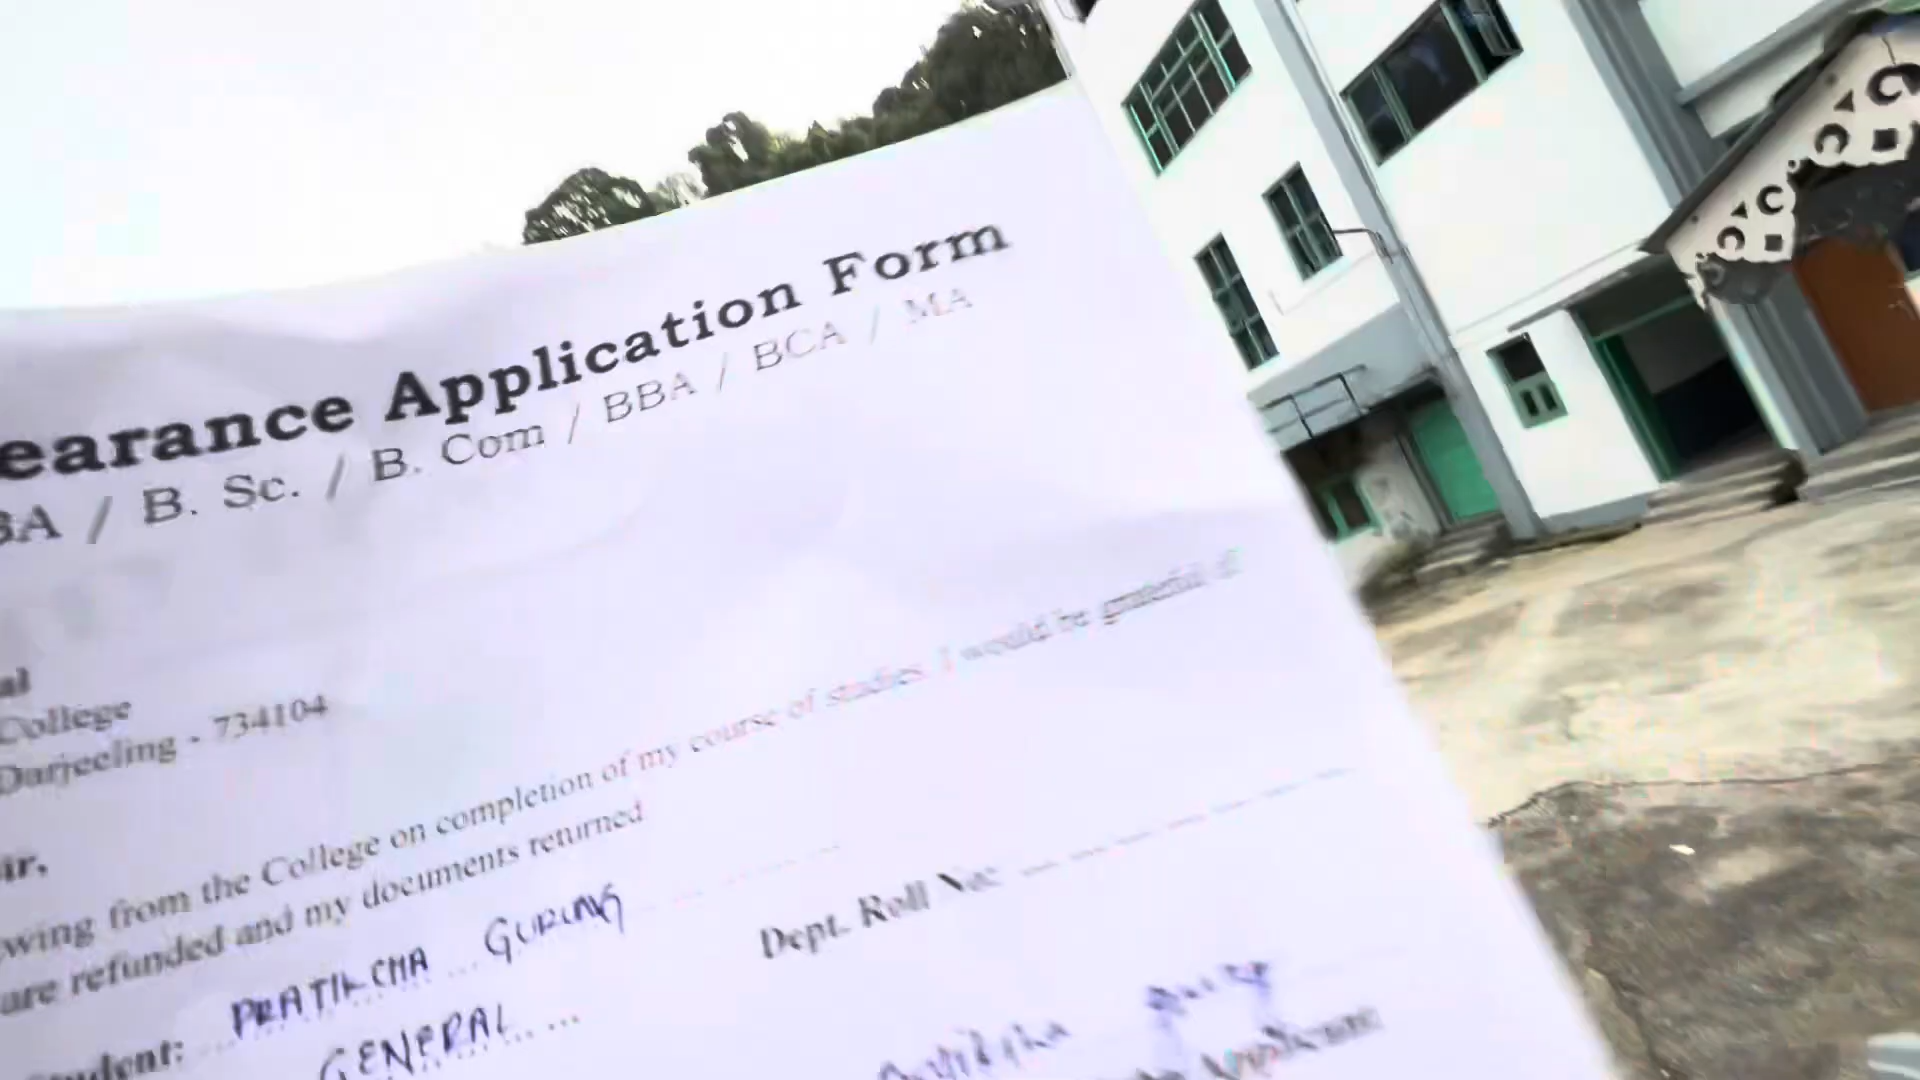 earance Application Form
BA / B. Sc. / B. Com / BBA / BCA / MA
al
College
Darjeeling - 734104
ir,
wing from the College on completion of my course of studies. I would be grateful if
are refunded and my documents returned
Student: PRATIKCHA GURUNG Dept. Roll No:
GENERAL
Applicant